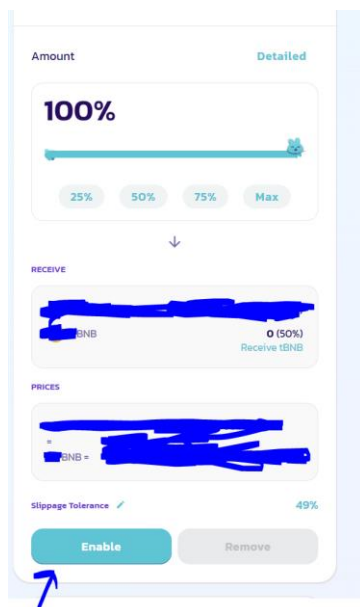 Amount Detailed
100%
25% 50% 75% Max
RECEIVE
BNB 0 (50%)
Receive tBNB
PRICES
=
BNB =
Slippage Tolerance 49%
Enable Remove